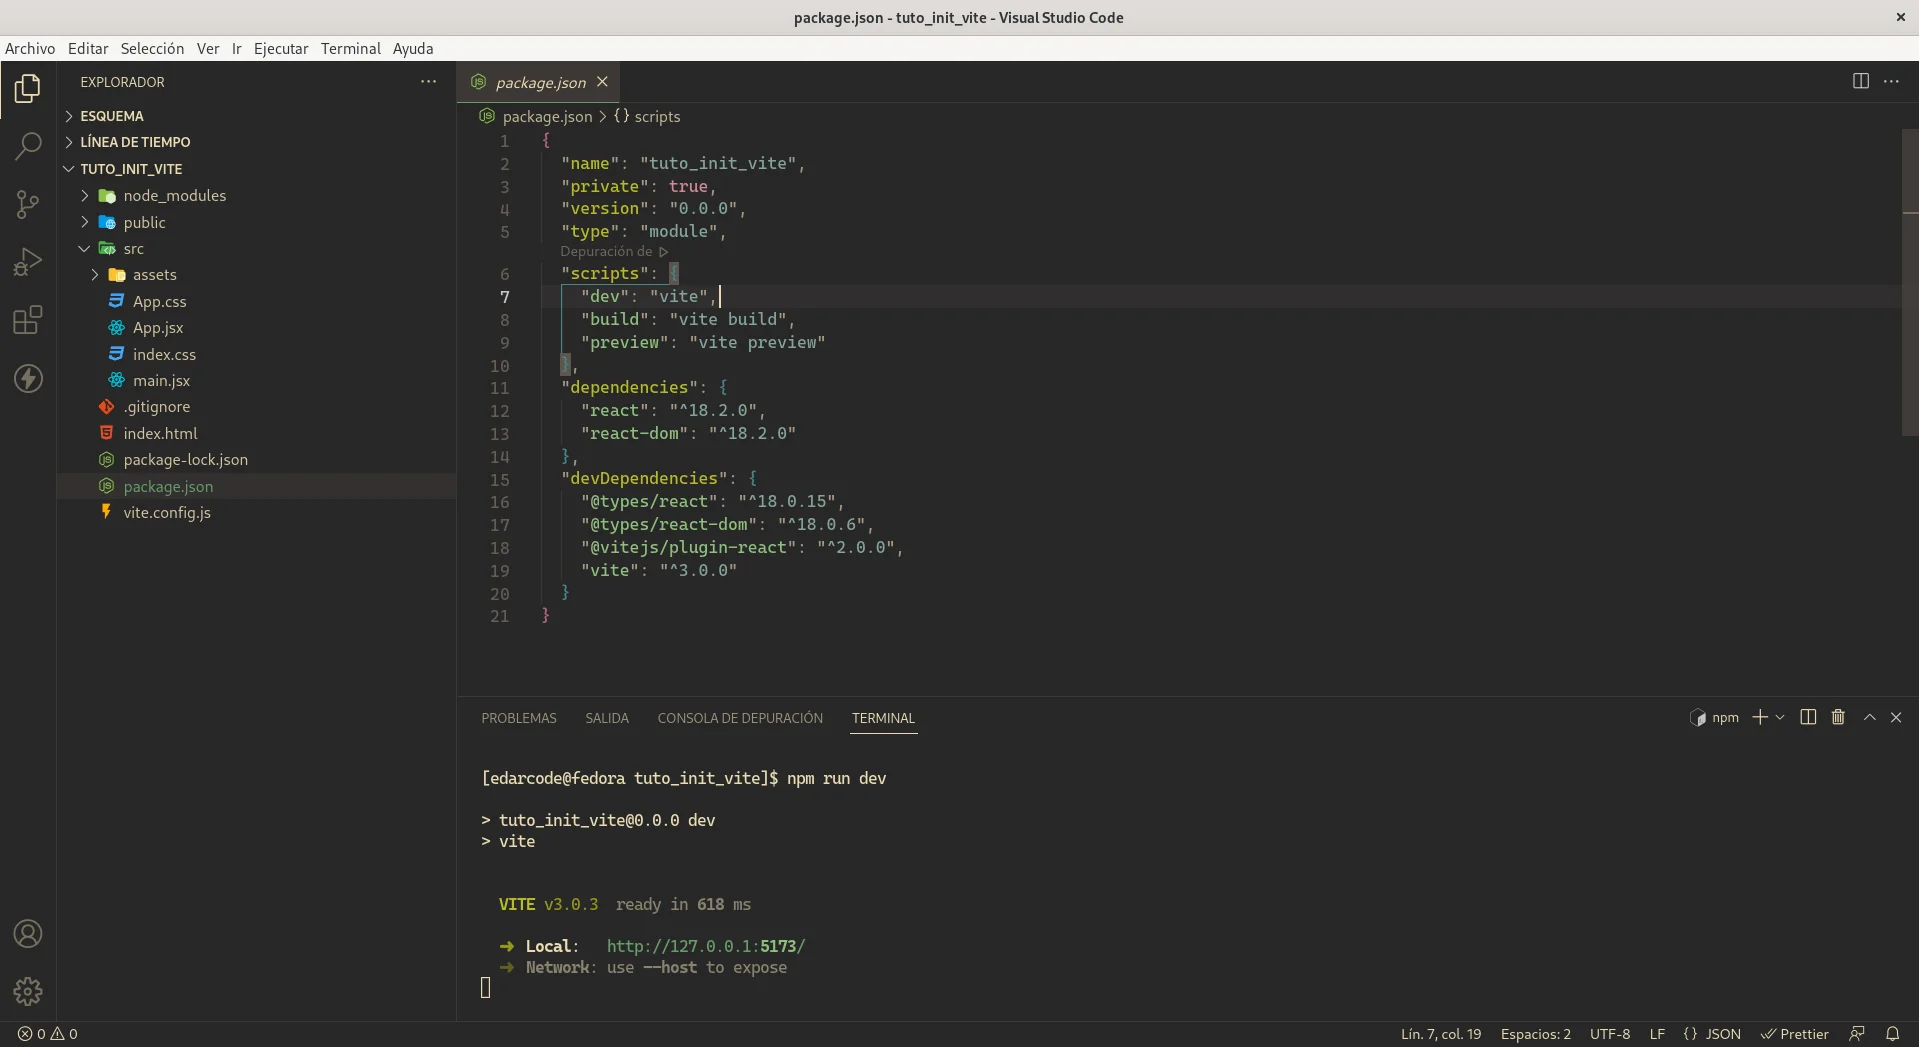 package.json - tuto_init_vite - Visual Studio Code
Archivo Editar Selección Ver Ir Ejecutar Terminal Ayuda
EXPLORADOR
ESQUEMA
LÍNEA DE TIEMPO
TUTO_INIT_VITE
node_modules
public
src
assets
App.css
App.jsx
index.css
main.jsx
.gitignore
index.html
package-lock.json
package.json
vite.config.js
package.json
package.json > {} scripts
1 {
2 "name": "tuto_init_vite",
3 "private": true,
4 "version": "0.0.0",
5 "type": "module",
Depuración de
6 "scripts": {
7 "dev": "vite",
8 "build": "vite build",
9 "preview": "vite preview"
10 },
11 "dependencies": {
12 "react": "^18.2.0",
13 "react-dom": "^18.2.0"
14 },
15 "devDependencies": {
16 "@types/react": "^18.0.15",
17 "@types/react-dom": "^18.0.6",
18 "@vitejs/plugin-react": "^2.0.0",
19 "vite": "^3.0.0"
20 }
21 }
PROBLEMAS SALIDA CONSOLA DE DEPURACIÓN TERMINAL
npm
[edarcode@fedora tuto_init_vite]$ npm run dev
> tuto_init_vite@0.0.0 dev
> vite
VITE v3.0.3 ready in 618 ms
➜ Local: http://127.0.0.1:5173/
➜ Network: use --host to expose
0 0
Lín. 7, col. 19 Espacios: 2 UTF-8 LF {} JSON Prettier